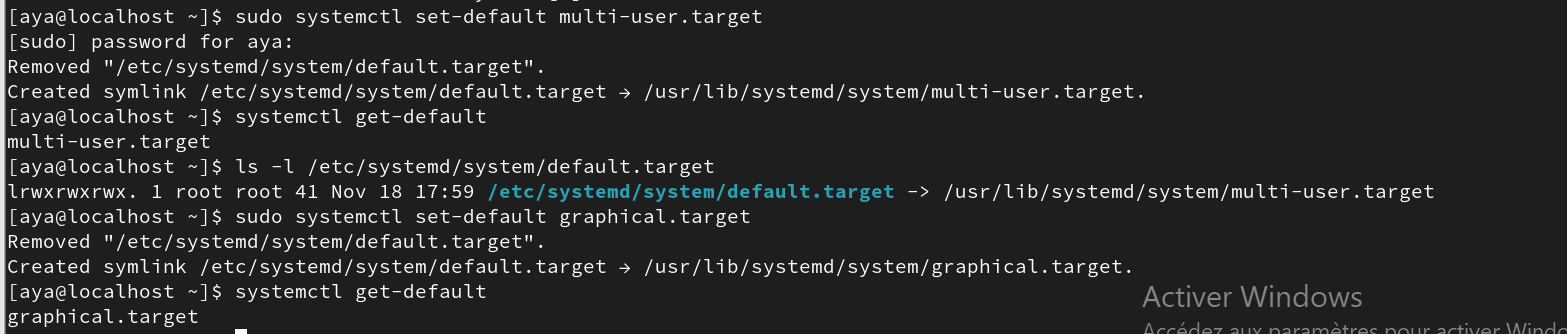 [aya@localhost ~]$ sudo systemctl set-default multi-user.target
[sudo] password for aya:
Removed "/etc/systemd/system/default.target".
Created symlink /etc/systemd/system/default.target → /usr/lib/systemd/system/multi-user.target.
[aya@localhost ~]$ systemctl get-default
multi-user.target
[aya@localhost ~]$ ls -l /etc/systemd/system/default.target
lrwxrwxrwx. 1 root root 41 Nov 18 17:59 /etc/systemd/system/default.target -> /usr/lib/systemd/system/multi-user.target
[aya@localhost ~]$ sudo systemctl set-default graphical.target
Removed "/etc/systemd/system/default.target".
Created symlink /etc/systemd/system/default.target → /usr/lib/systemd/system/graphical.target.
[aya@localhost ~]$ systemctl get-default
graphical.target
Activer Windows
Accédez aux paramètres pour activer